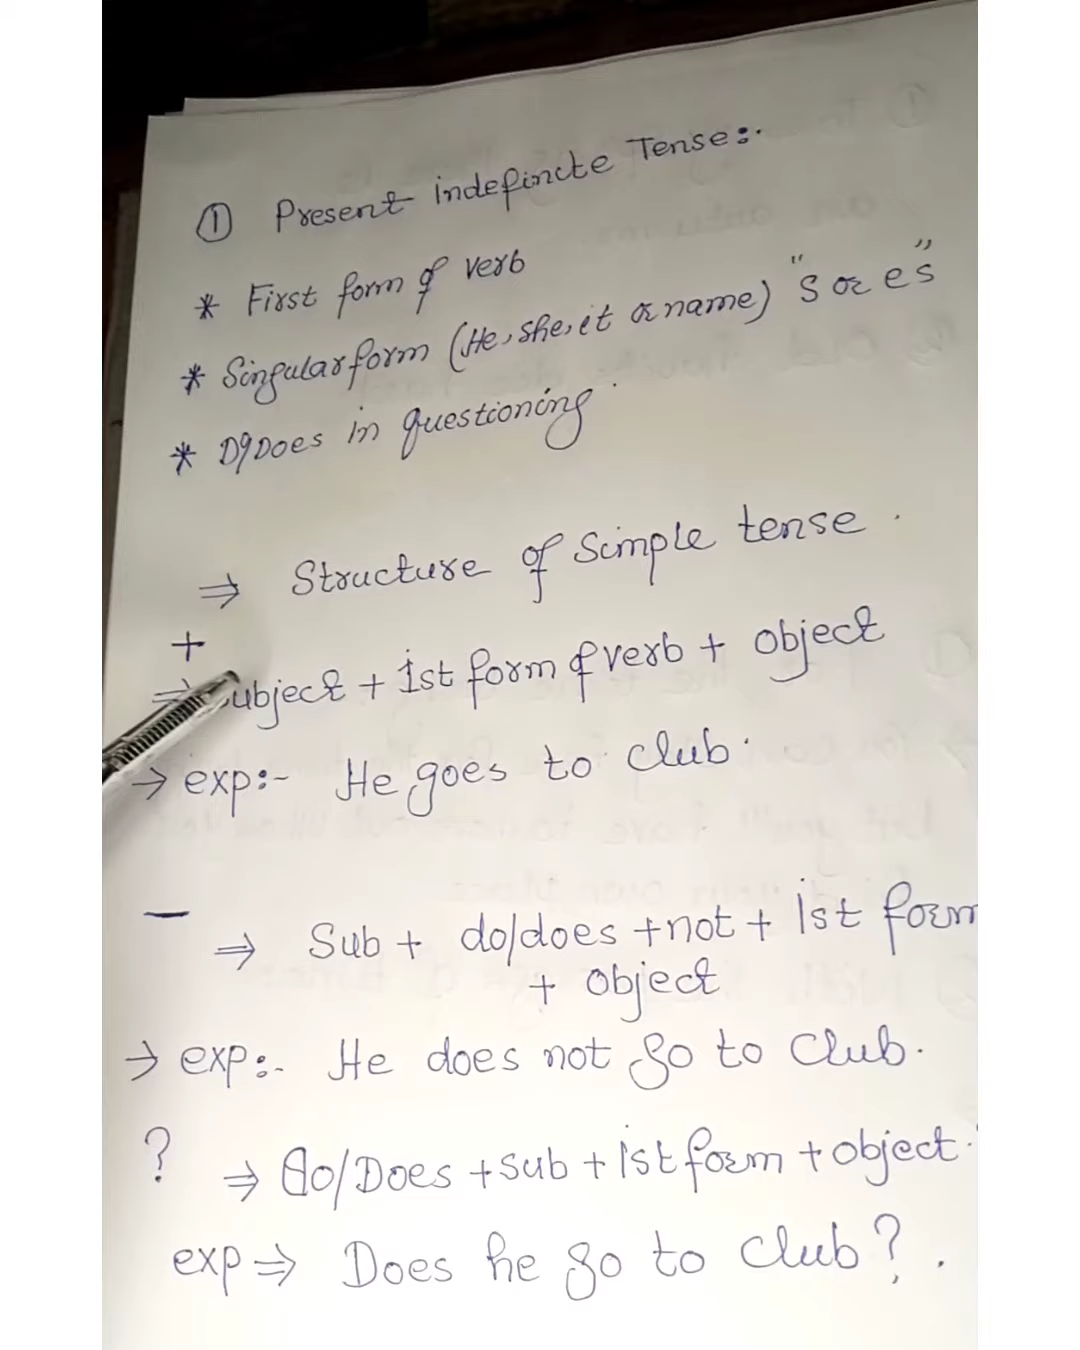 ① Present indefincte Tense:.
* First form of verb
* Singular form (He, she, it or name) "s or es"
* Do/Does in questioning
⇒ Structure of Simple tense.
+
⇒ Subject + 1st form of verb + object
→ exp:- He goes to club.
—
⇒ Sub + do/does + not + 1st form
+ object
→ exp:- He does not go to club.
?
⇒ Do/Does + sub + 1st form + object.
exp ⇒ Does he go to club?.